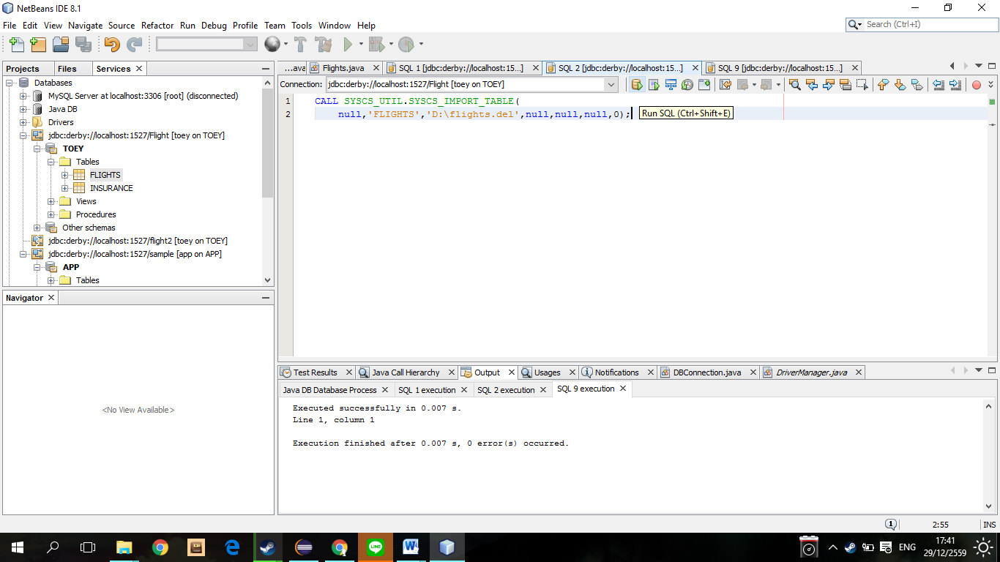 NetBeans IDE 8.1
File Edit View Navigate Source Refactor Run Debug Profile Team Tools Window Help
Search (Ctrl+I)
Projects Files Services
Databases
MySQL Server at localhost:3306 [root] (disconnected)
Java DB
Drivers
jdbc:derby://localhost:1527/Flight [toey on TOEY]
TOEY
Tables
FLIGHTS
INSURANCE
Views
Procedures
Other schemas
jdbc:derby://localhost:1527/flight2 [toey on TOEY]
jdbc:derby://localhost:1527/sample [app on APP]
APP
Tables
Navigator
<No View Available>
...ava Flights.java SQL 1 [jdbc:derby://localhost:15...] SQL 2 [jdbc:derby://localhost:15...] SQL 9 [jdbc:derby://localhost:15...]
Connection: jdbc:derby://localhost:1527/Flight [toey on TOEY]
1 CALL SYSCS_UTIL.SYSCS_IMPORT_TABLE(
2 null,'FLIGHTS','D:\flights.del',null,null,null,0);
Run SQL (Ctrl+Shift+E)
Test Results Java Call Hierarchy Output Usages Notifications DBConnection.java DriverManager.java
Java DB Database Process SQL 1 execution SQL 2 execution SQL 9 execution
Executed successfully in 0.007 s.
Line 1, column 1
Execution finished after 0.007 s, 0 error(s) occurred.
1 2:55 INS
LINE
W
ENG
17:41
29/12/2559